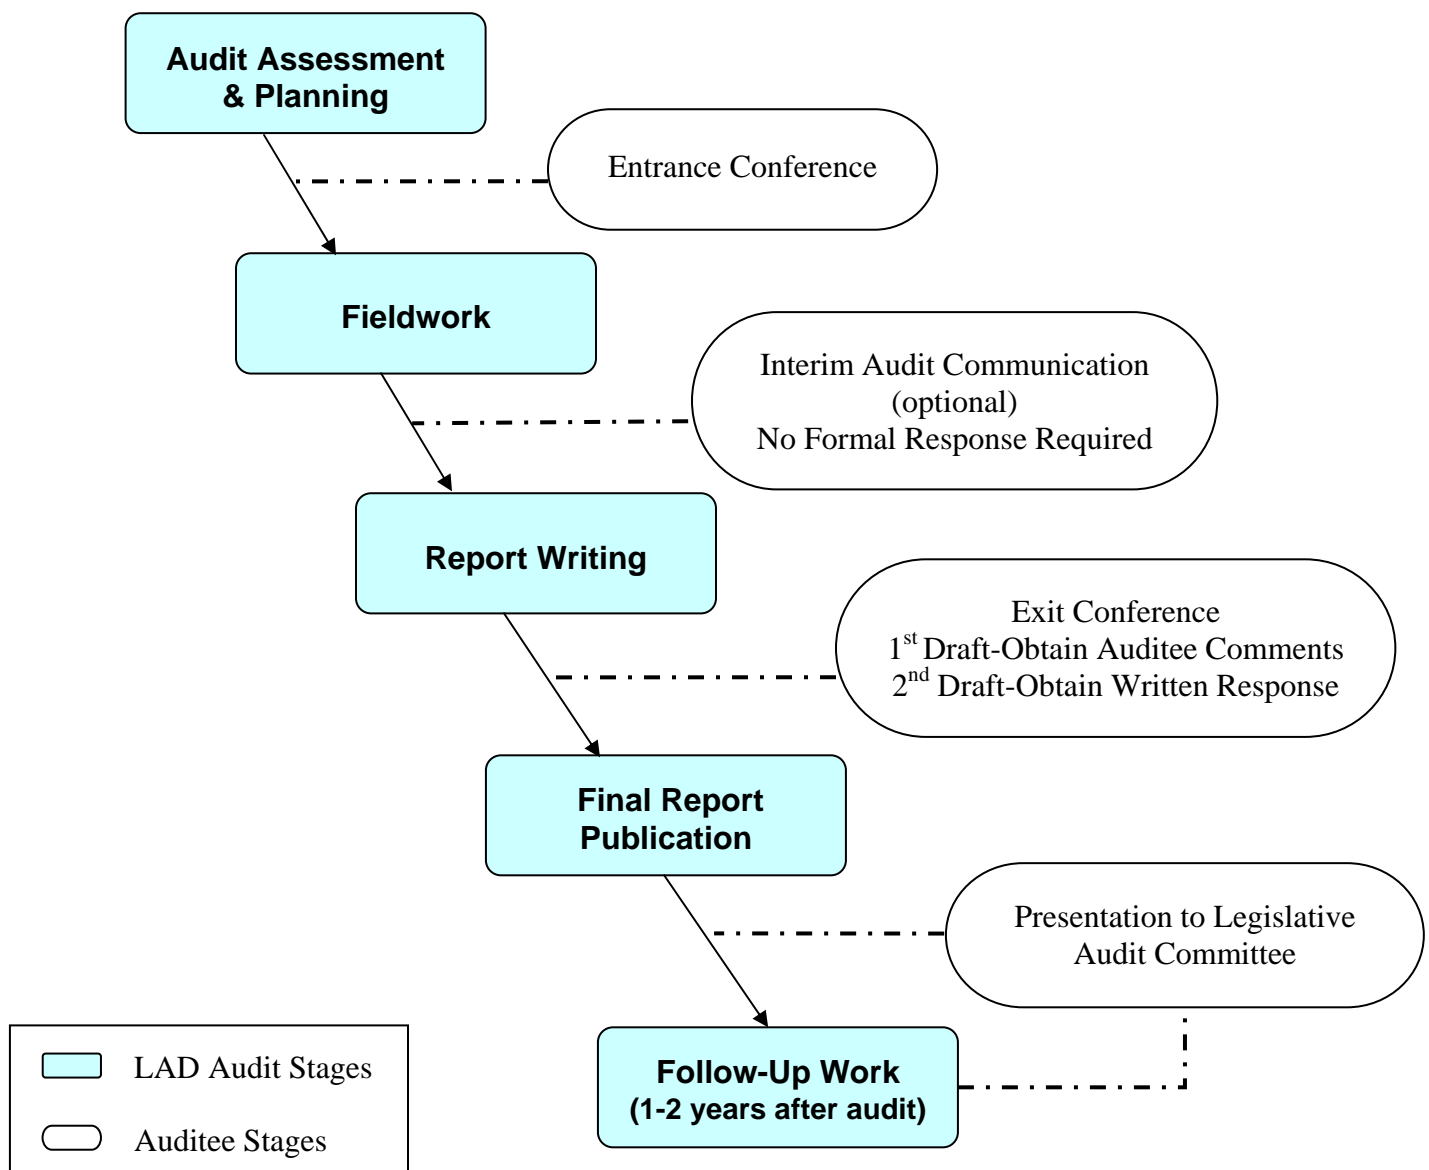 Audit Assessment
& Planning
Entrance Conference
Fieldwork
Interim Audit Communication
(optional)
No Formal Response Required
Report Writing
Exit Conference
1st Draft-Obtain Auditee Comments
2nd Draft-Obtain Written Response
Final Report
Publication
Presentation to Legislative
Audit Committee
Follow-Up Work
(1-2 years after audit)
LAD Audit Stages
Auditee Stages